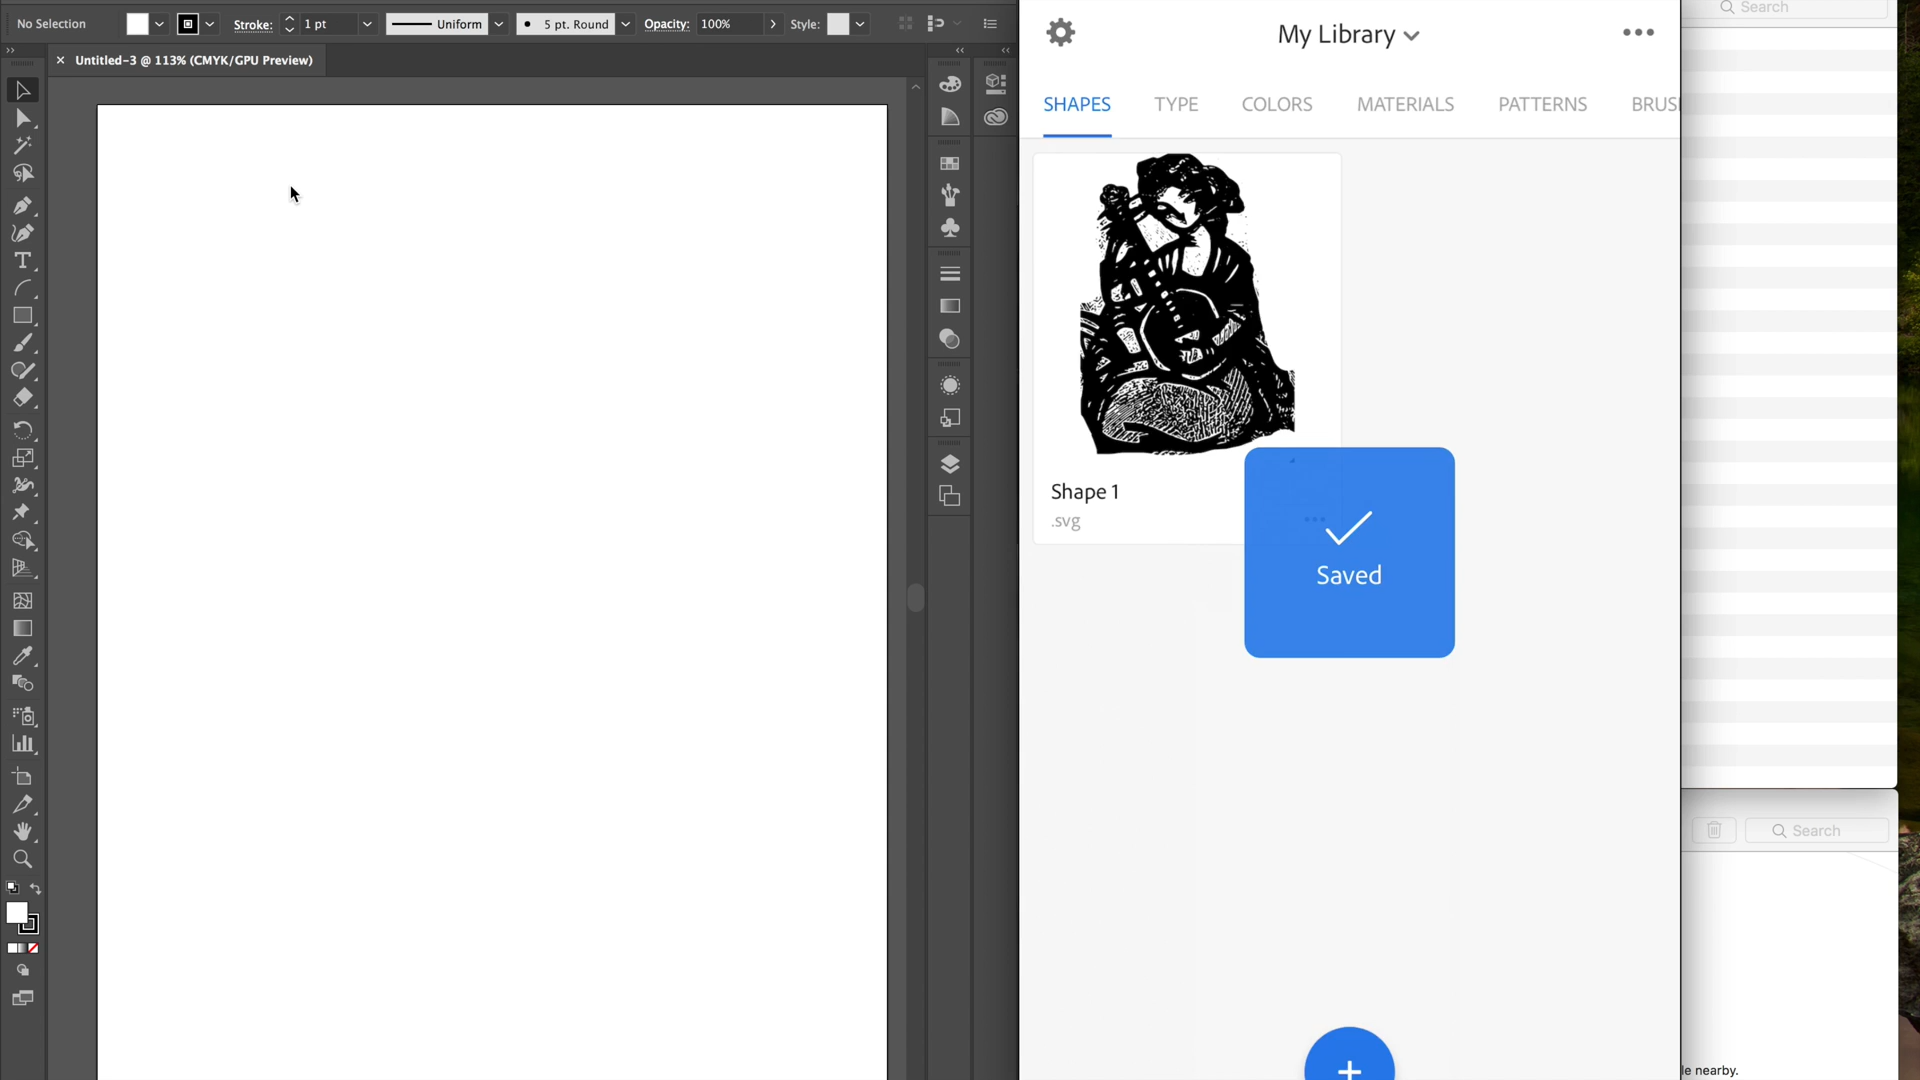 No Selection
Stroke:
1 pt
Uniform
5 pt. Round
Opacity:
100%
Style:
Untitled-3 @ 113% (CMYK/GPU Preview)
My Library
SHAPES
TYPE
COLORS
MATERIALS
PATTERNS
BRUS
Shape 1
.svg
Saved
Search
Search
le nearby.